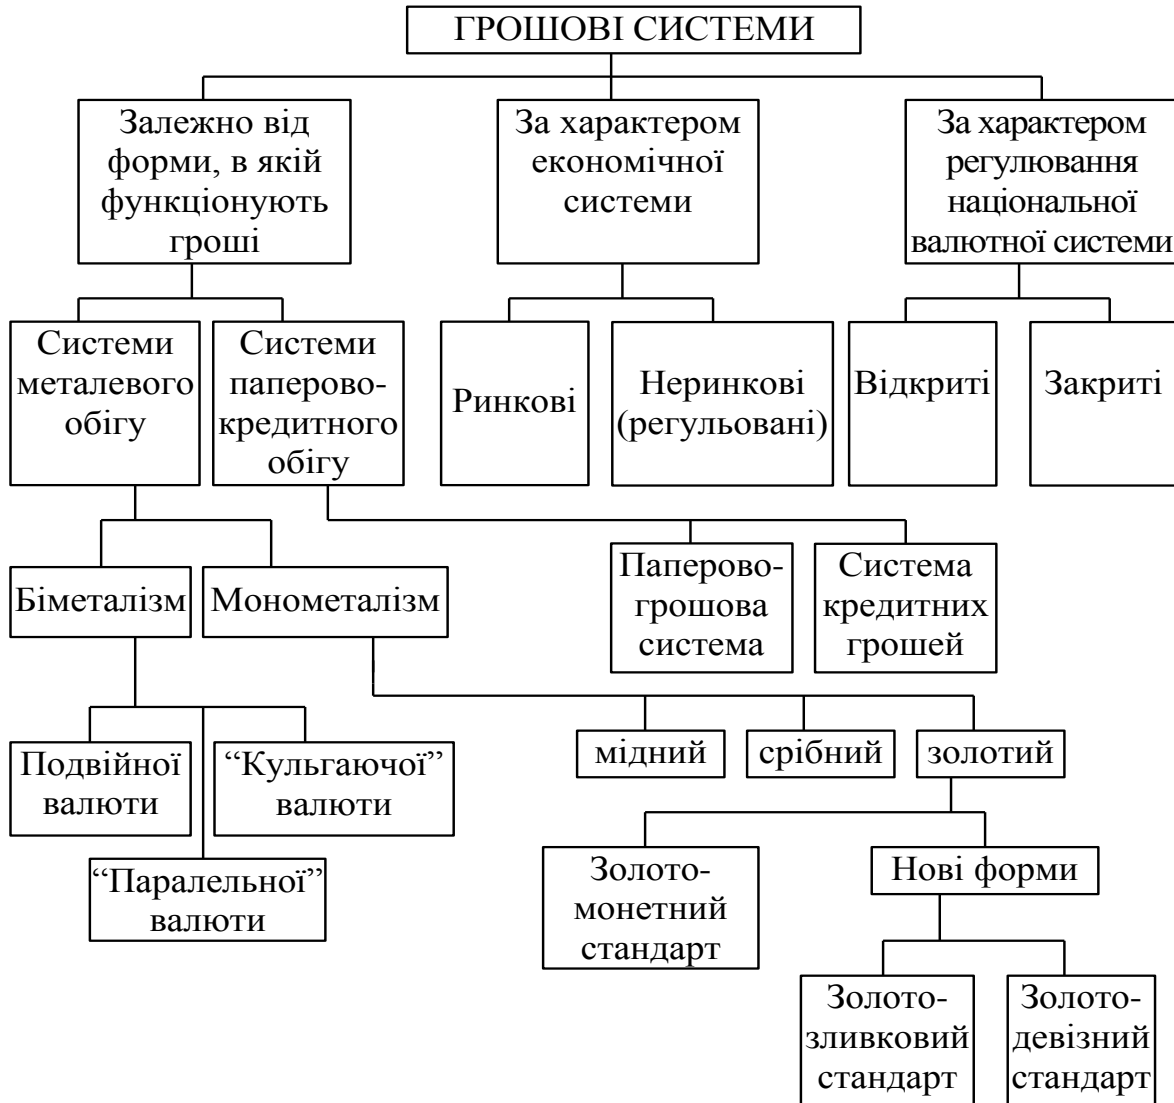 ГРОШОВІ СИСТЕМИ
Залежно від
форми, в якій
функціонують
гроші
За характером
економічної
системи
За характером
регулювання
національної
валютної системи
Системи
металевого
обігу
Системи
паперово-
кредитного
обігу
Ринкові
Неринкові
(регульовані)
Відкриті
Закриті
Біметалізм
Монометалізм
Паперово-
грошова
система
Система
кредитних
грошей
Подвійної
валюти
“Кульгаючої”
валюти
“Паралельної”
валюти
мідний
срібний
золотий
Золото-
монетний
стандарт
Нові форми
Золото-
зливковий
стандарт
Золото-
девізний
стандарт